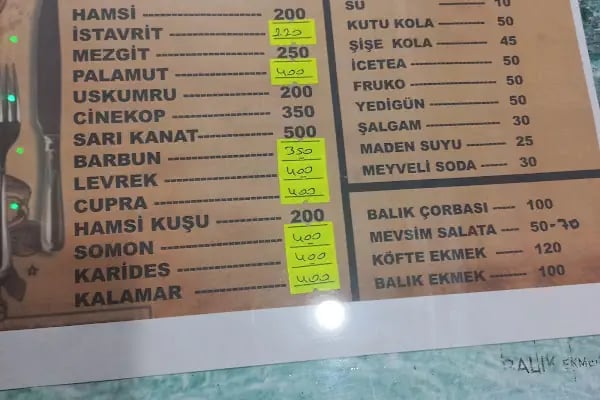 HAMSİ 200
İSTAVRİT 220
MEZGİT 250
PALAMUT 400
USKUMRU 200
CİNEKOP 350
SARI KANAT 500
BARBUN 350
LEVREK 400
CUPRA 400
HAMSİ KUŞU 200
SOMON 400
KARİDES 400
KALAMAR 400
SU 10
KUTU KOLA 50
ŞİŞE KOLA 45
İCETEA 50
FRUKO 50
YEDİGÜN 50
ŞALGAM 30
MADEN SUYU 25
MEYVELİ SODA 30
BALIK ÇORBASI 100
MEVSİM SALATA 50-70
KÖFTE EKMEK 120
BALIK EKMEK 100
BALIK